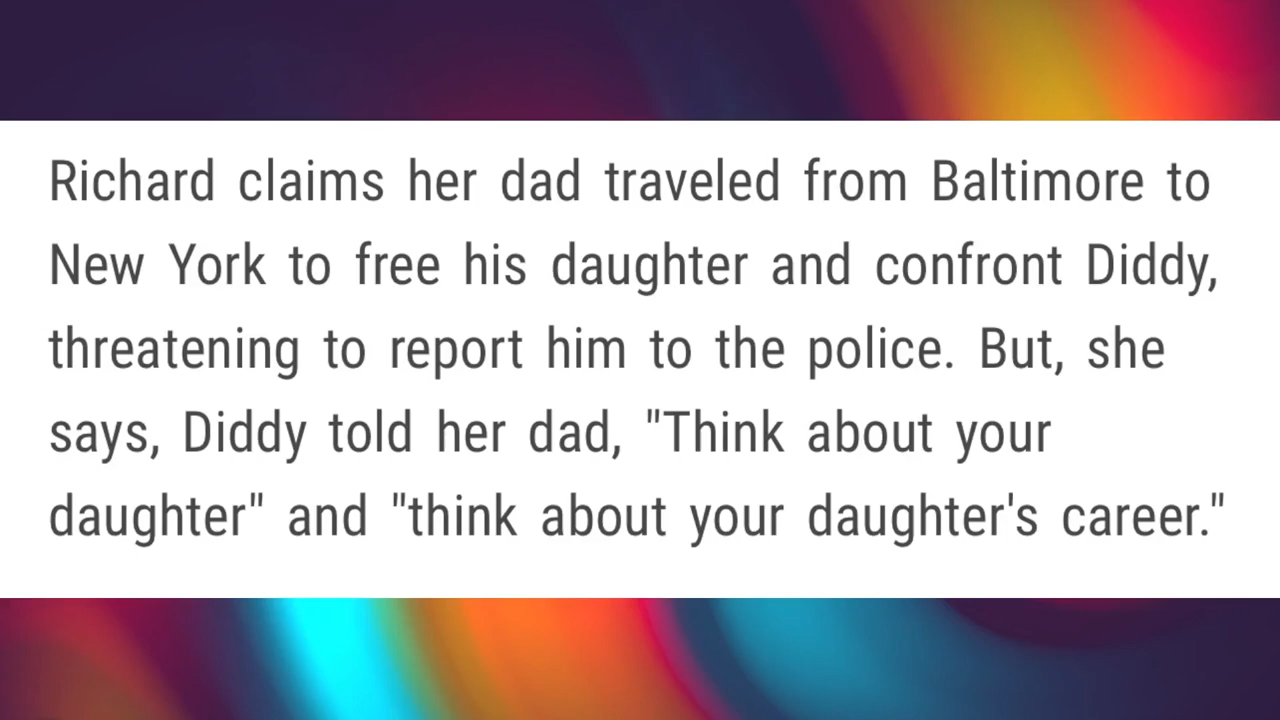 Richard claims her dad traveled from Baltimore to
New York to free his daughter and confront Diddy,
threatening to report him to the police. But, she
says, Diddy told her dad, "Think about your
daughter" and "think about your daughter's career."